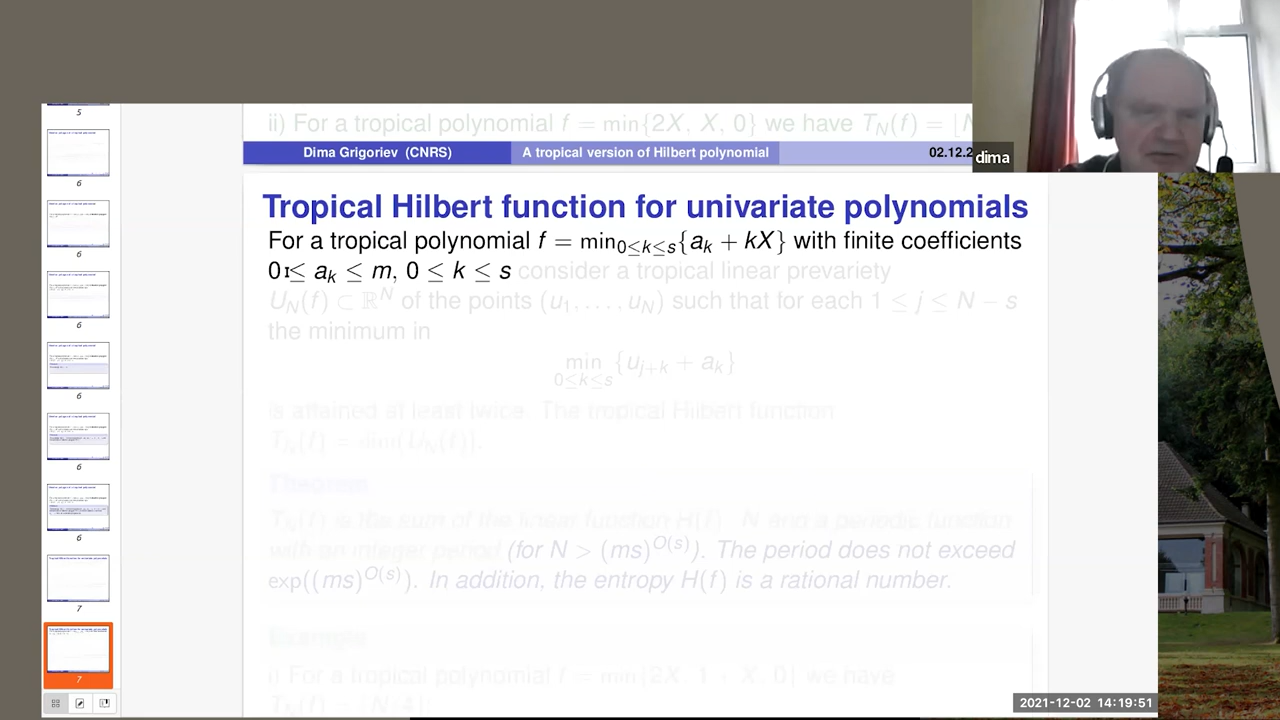 5
6
6
6
6
6
6
7
7
ii) For a tropical polynomial f = min{2X, X, 0} we have T_N(f) = [N
Dima Grigoriev (CNRS) A tropical version of Hilbert polynomial 02.12.2
dima
Tropical Hilbert function for univariate polynomials
For a tropical polynomial f = min_{0≤k≤s}{a_k + kX} with finite coefficients
0 ≤ a_k ≤ m, 0 ≤ k ≤ s consider a tropical linear prevariety
U_N(f) ⊂ ℝ^N of the points (u_1, . . . , u_N) such that for each 1 ≤ j ≤ N − s
the minimum in
min_{0≤k≤s} {u_{j+k} + a_k}
is attained at least twice. The tropical Hilbert function
T_N(f) = dim(U_N(f)).
Theorem
T_N(f) is the sum of the linear function H(f) · N and a periodic function
with an integer period (for N > (ms)^{O(s)}). The period does not exceed
exp((ms)^{O(s)}). In addition, the entropy H(f) is a rational number.
Example
i) For a tropical polynomial f = min{2X, 1 + X, 0} we have
2021-12-02 14:19:51